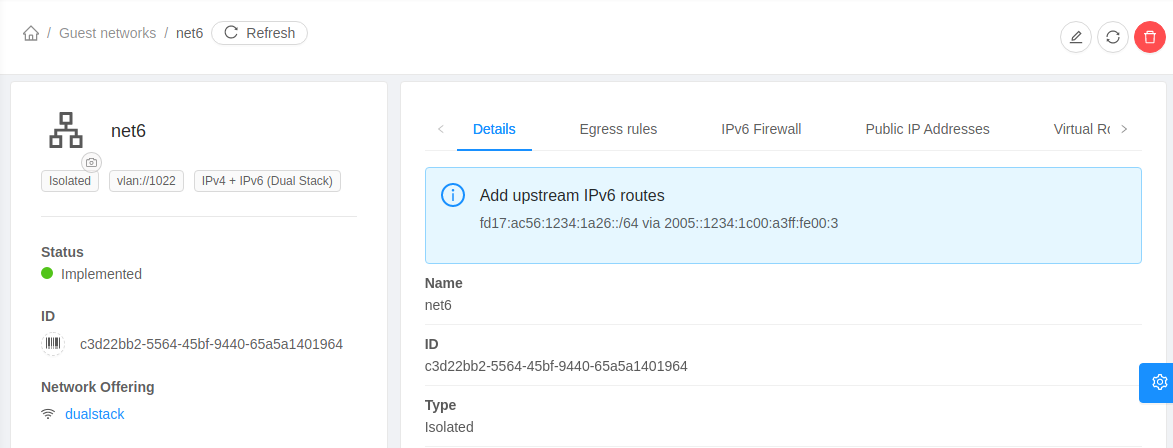 / Guest networks / net6 Refresh
net6
Isolated vlan://1022 IPv4 + IPv6 (Dual Stack)
Status
Implemented
ID
c3d22bb2-5564-45bf-9440-65a5a1401964
Network Offering
dualstack
Details Egress rules IPv6 Firewall Public IP Addresses Virtual Ro
Add upstream IPv6 routes
fd17:ac56:1234:1a26::/64 via 2005::1234:1c00:a3ff:fe00:3
Name
net6
ID
c3d22bb2-5564-45bf-9440-65a5a1401964
Type
Isolated